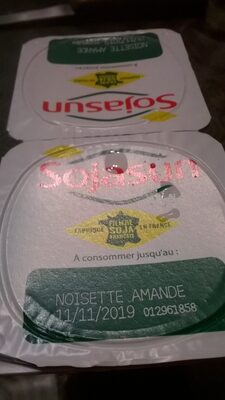 NOISETTE AMANDE
Sojasun
Sojasun
FILIÈRE
FABRIQUÉ SOJA EN FRANCE
FRANÇAIS
À consommer jusqu'au :
NOISETTE AMANDE
11/11/2019 012961858